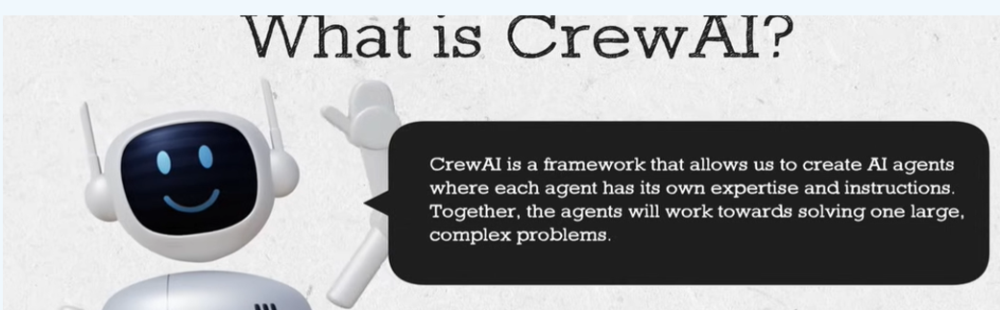 What is CrewAI?
CrewAI is a framework that allows us to create AI agents
where each agent has its own expertise and instructions.
Together, the agents will work towards solving one large,
complex problems.